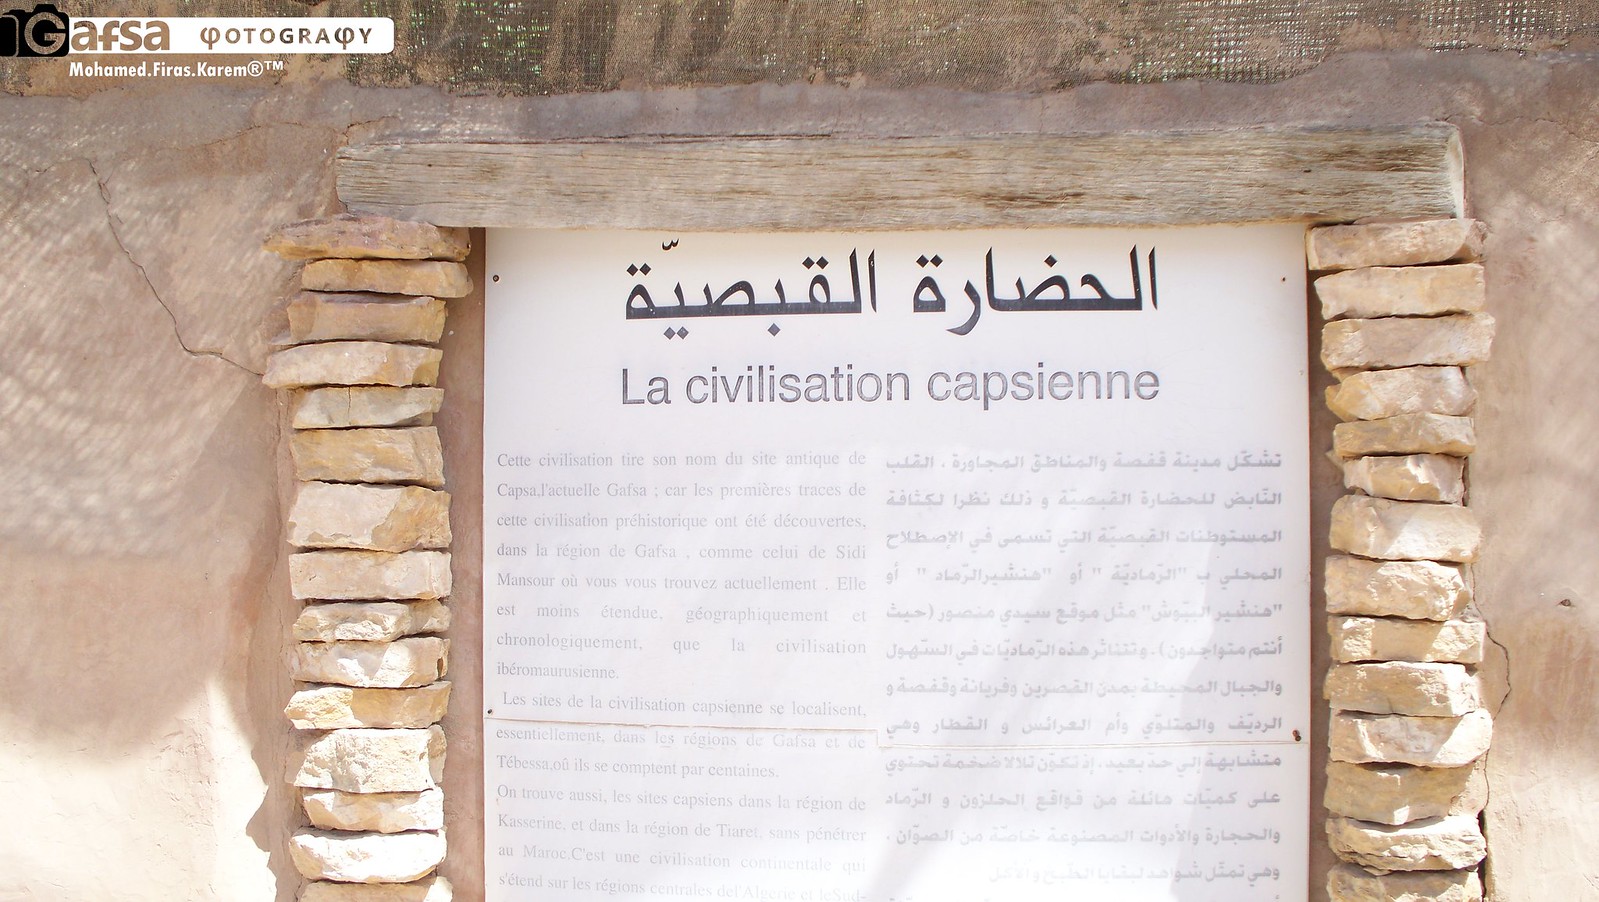 Gafsa φOTOGRAφY
Mohamed.Firas.Karem®™
الحضارة القبصيّة
La civilisation capsienne
Cette civilisation tire son nom du site antique de
Capsa,l'actuelle Gafsa ; car les premières traces de
cette civilisation préhistorique ont été découvertes,
dans la région de Gafsa , comme celui de Sidi
Mansour où vous vous trouvez actuellement . Elle
est moins étendue, géographiquement et
chronologiquement, que la civilisation
ibéromaurusienne.
Les sites de la civilisation capsienne se localisent,
essentiellement, dans les régions de Gafsa et de
Tébessa,oû ils se comptent par centaines.
On trouve aussi, les sites capsiens dans la région de
Kasserine, et dans la région de Tiaret, sans pénétrer
au Maroc.C'est une civilisation continentale qui
s'étend sur les régions centrales del'Algerie et leSud-
تشكّل مدينة قفصة والمناطق المجاورة ، القلب
النّابض للحضارة القبصيّة و ذلك نظرا لكثافة
المستوطنات القبصيّة التي تسمى في الإصطلاح
المحلي ب "الرّماديّة " أو "هنشيرالرّماد " أو
"هنشير الببّوش" مثل موقع سيدي منصور (حيث
أنتم متواجدون). وتتناثر هذه الرّماديّات في السّهول
والجبال المحيطة بمدن القصرين وفريانة وقفصة و
الرديّف والمتلوّي وأم العرائس و القطار وهي
متشابهة إلى حدّ بعيد. إذ تكوّن تلالا ضخمة تحتوي
على كميّات هائلة من قواقع الحلزون و الرّماد
والحجارة والأدوات المصنوعة خاصّة من الصوّان .
وهي تمثّل شواهد لبقايا الطبخ و الأكل